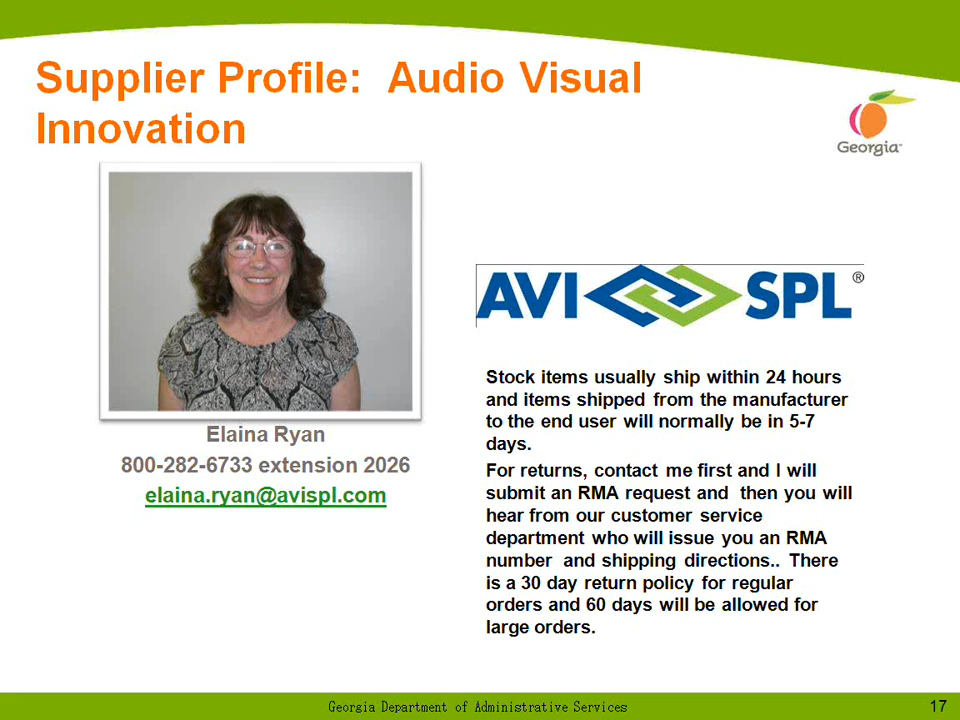 Supplier Profile:  Audio Visual
Innovation
Georgia™
AVI SPL®
Elaina Ryan
800-282-6733 extension 2026
elaina.ryan@avispl.com
Stock items usually ship within 24 hours
and items shipped from the manufacturer
to the end user will normally be in 5-7
days.
For returns, contact me first and I will
submit an RMA request and  then you will
hear from our customer service
department who will issue you an RMA
number  and shipping directions..  There
is a 30 day return policy for regular
orders and 60 days will be allowed for
large orders.
Georgia Department of Administrative Services
17